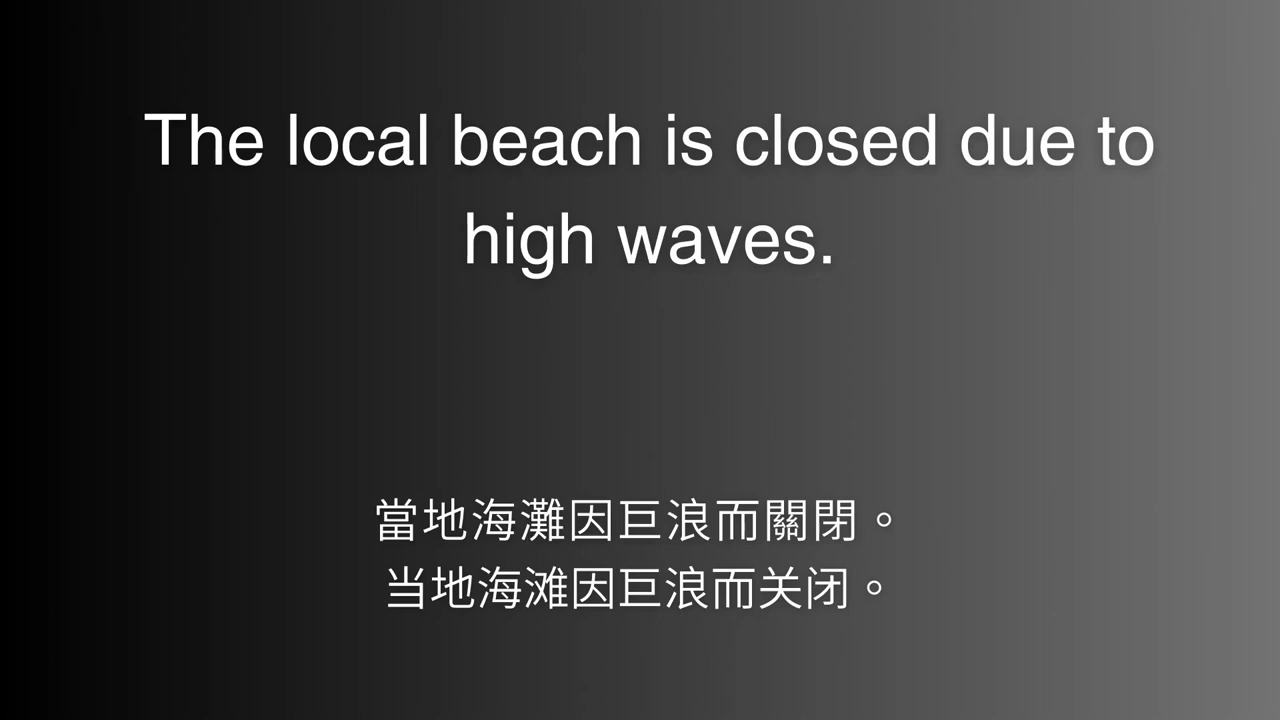 The local beach is closed due to
high waves.
當地海灘因巨浪而關閉。
当地海滩因巨浪而关闭。